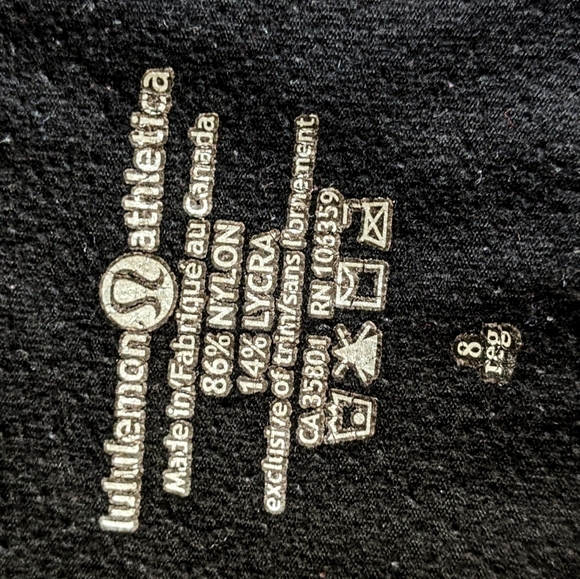 lululemon athletica
Made in/Fabriqué au Canada
86% NYLON
14% LYCRA
exclusize of trim/sans l'ornement
CA 35801 RN 106359
8
reg